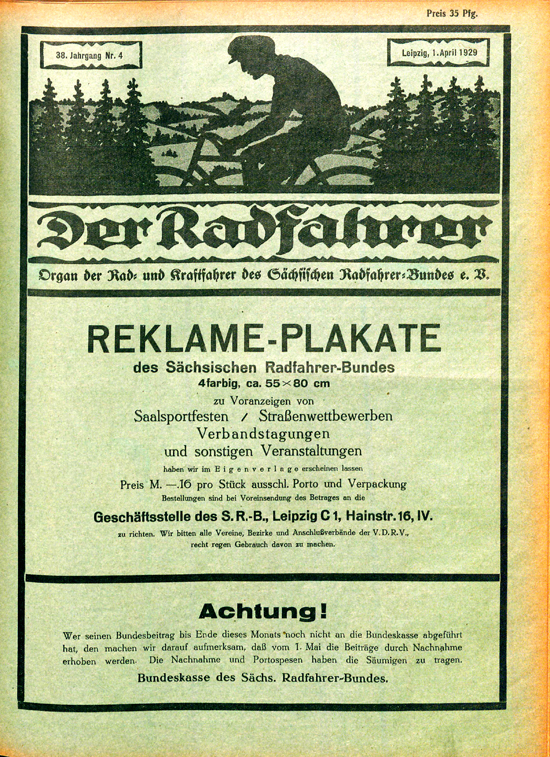 Preis 35 Pfg.
38. Jahrgang Nr. 4
Leipzig, 1. April 1929
Der Radfahrer
Organ der Rad- und Kraftfahrer des Sächsischen Radfahrer-Bundes e. V.
REKLAME-PLAKATE
des Sächsischen Radfahrer-Bundes
4farbig, ca. 55×80 cm
zu Voranzeigen von
Saalsportfesten / Straßenwettbewerben
Verbandstagungen
und sonstigen Veranstaltungen
haben wir im Eigenverlage erscheinen lassen
Preis M. —.16 pro Stück ausschl. Porto und Verpackung
Bestellungen sind bei Voreinsendung des Betrages an die
Geschäftsstelle des S. R.-B., Leipzig C 1, Hainstr. 16, IV.
zu richten. Wir bitten alle Vereine, Bezirke und Anschlußverbände der V. D. R. V.,
recht regen Gebrauch davon zu machen.
Achtung!
Wer seinen Bundesbeitrag bis Ende dieses Monats noch nicht an die Bundeskasse abgeführt
hat, den machen wir darauf aufmerksam, daß vom 1. Mai die Beiträge durch Nachnahme
erhoben werden. Die Nachnahme und Portospesen haben die Säumigen zu tragen.
Bundeskasse des Sächs. Radfahrer-Bundes.